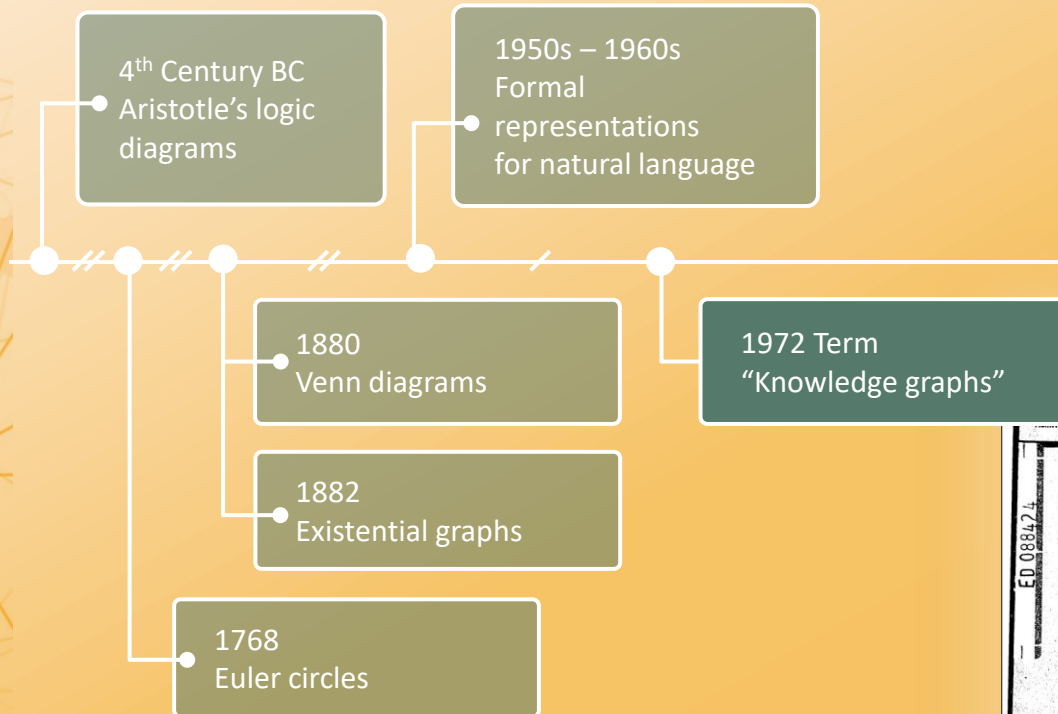 4th Century BC
Aristotle’s logic
diagrams
1950s – 1960s
Formal
representations
for natural language
1880
Venn diagrams
1972 Term
“Knowledge graphs”
1882
Existential graphs
1768
Euler circles
ED 088424